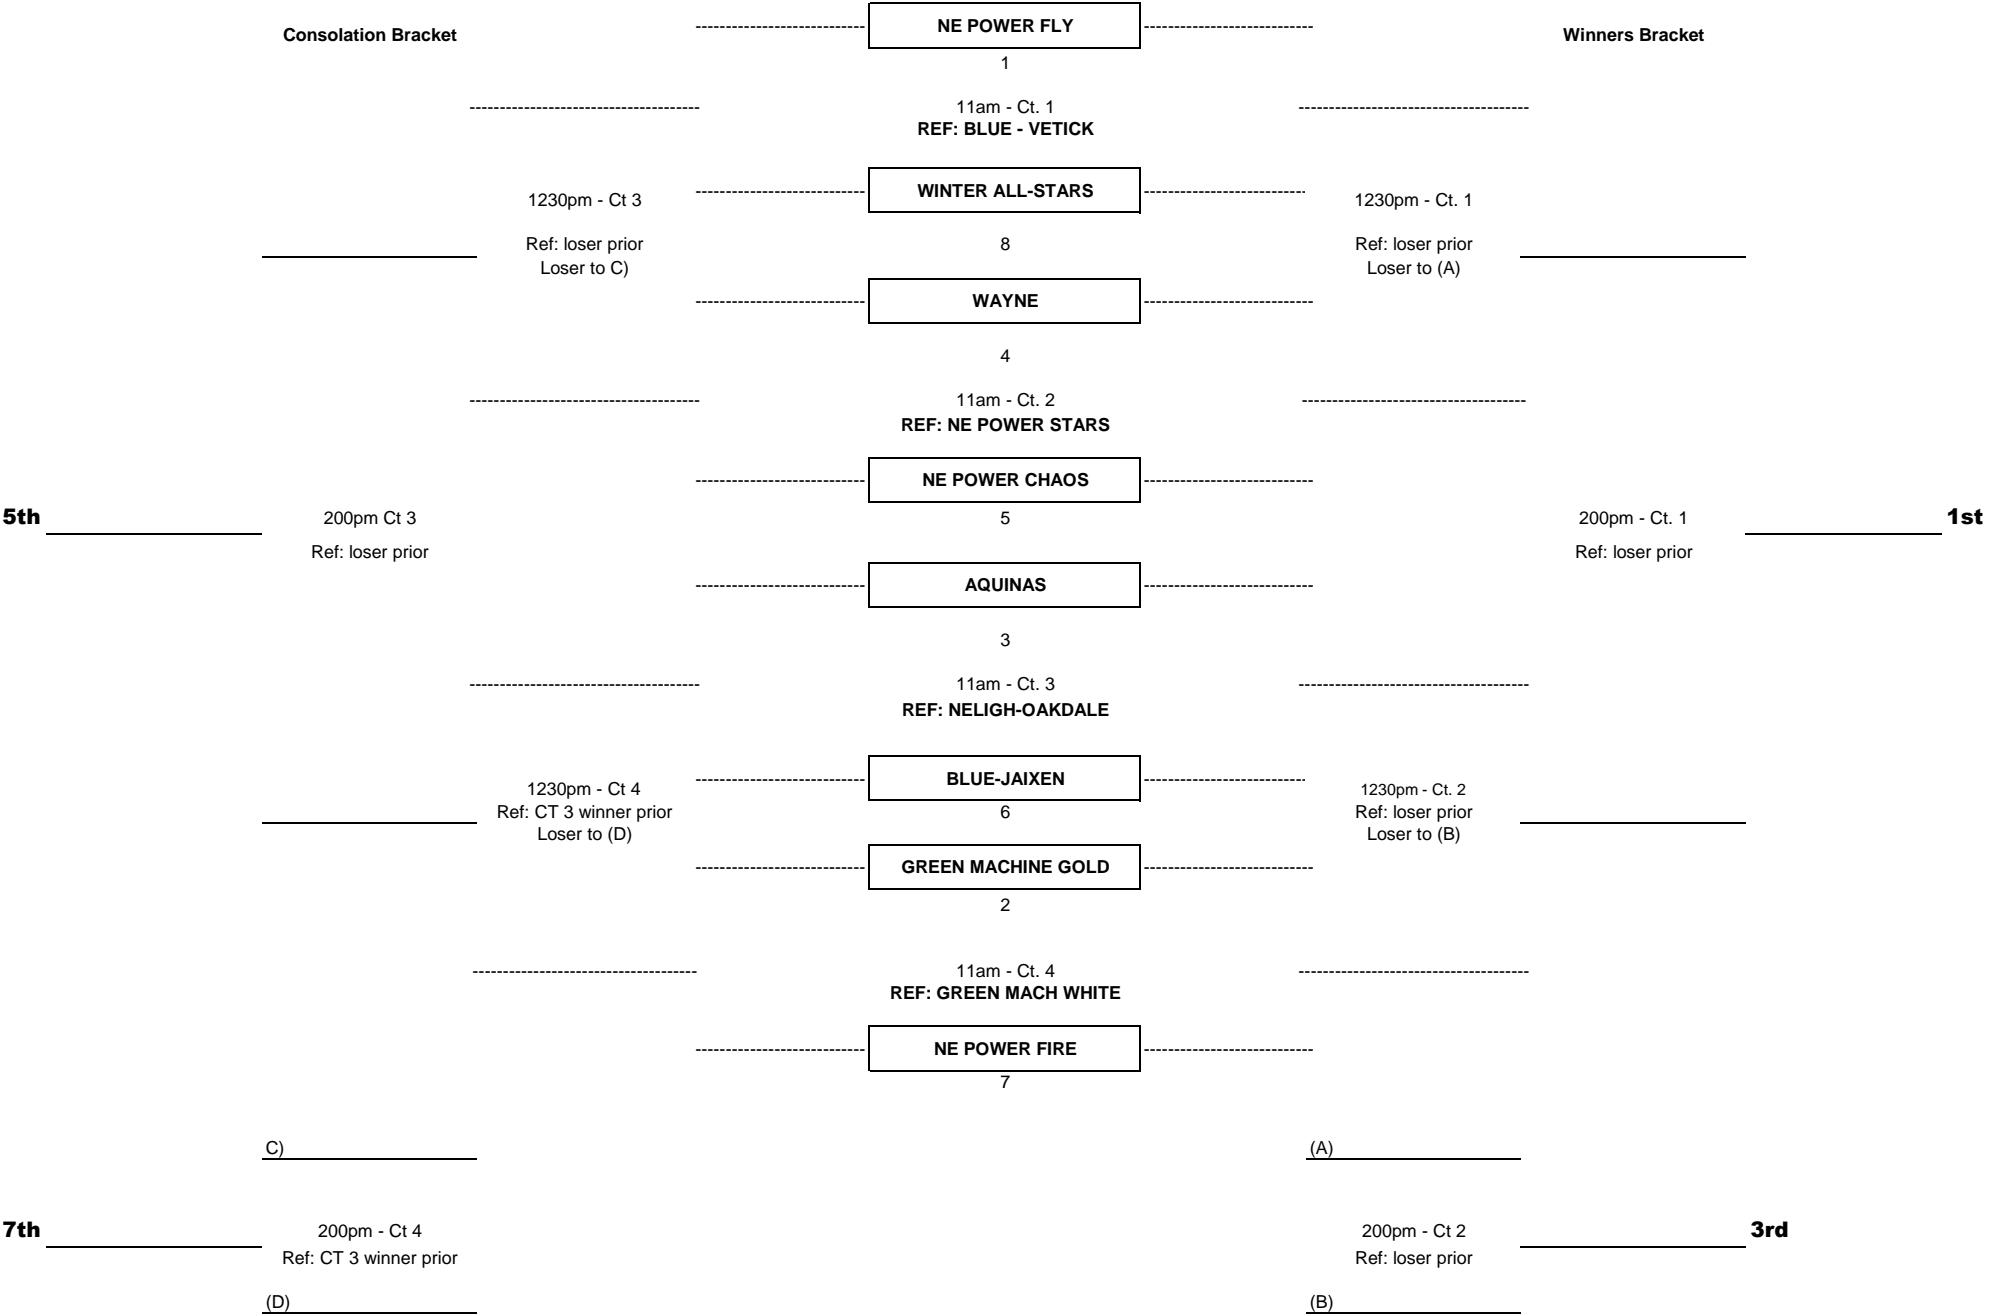 NE POWER FLY
Consolation Bracket
Winners Bracket
1
11am - Ct. 1
REF: BLUE - VETICK
WINTER ALL-STARS
1230pm - Ct 3
1230pm - Ct. 1
Ref: loser prior
8
Ref: loser prior
Loser to C)
Loser to (A)
WAYNE
4
11am - Ct. 2
REF: NE POWER STARS
NE POWER CHAOS
5th
200pm Ct 3
5
200pm - Ct. 1
1st
Ref: loser prior
Ref: loser prior
AQUINAS
3
11am - Ct. 3
REF: NELIGH-OAKDALE
BLUE-JAIXEN
1230pm - Ct 4
1230pm - Ct. 2
Ref: CT 3 winner prior
6
Ref: loser prior
Loser to (D)
Loser to (B)
GREEN MACHINE GOLD
2
11am - Ct. 4
REF: GREEN MACH WHITE
NE POWER FIRE
7
C)
(A)
7th
200pm - Ct 4
200pm - Ct 2
3rd
Ref: CT 3 winner prior
Ref: loser prior
(D)
(B)